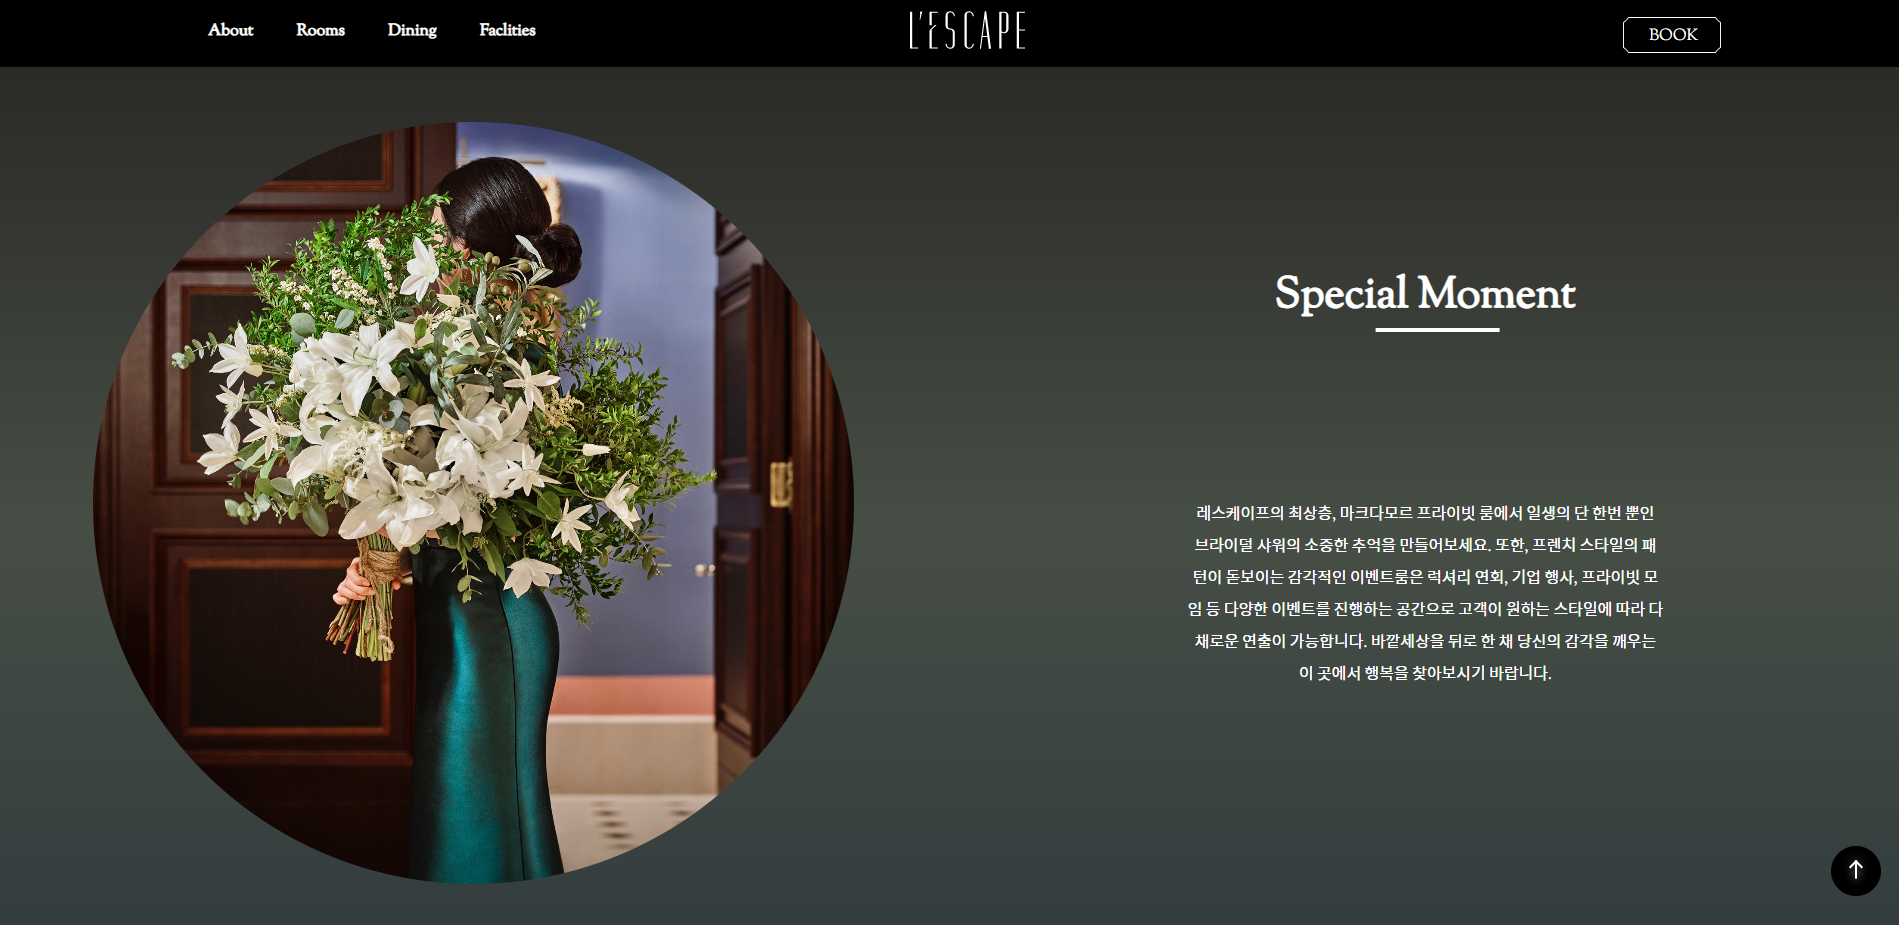 About Rooms Dining Faclities L'ESCAPE BOOK
Special Moment
레스케이프의 최상층, 마크다모르 프라이빗 룸에서 일생의 단 한번 뿐인
브라이덜 샤워의 소중한 추억을 만들어보세요. 또한, 프렌치 스타일의 패
턴이 돋보이는 감각적인 이벤트룸은 럭셔리 연회, 기업 행사, 프라이빗 모
임 등 다양한 이벤트를 진행하는 공간으로 고객이 원하는 스타일에 따라 다
채로운 연출이 가능합니다. 바깥세상을 뒤로 한 채 당신의 감각을 깨우는
이 곳에서 행복을 찾아보시기 바랍니다.